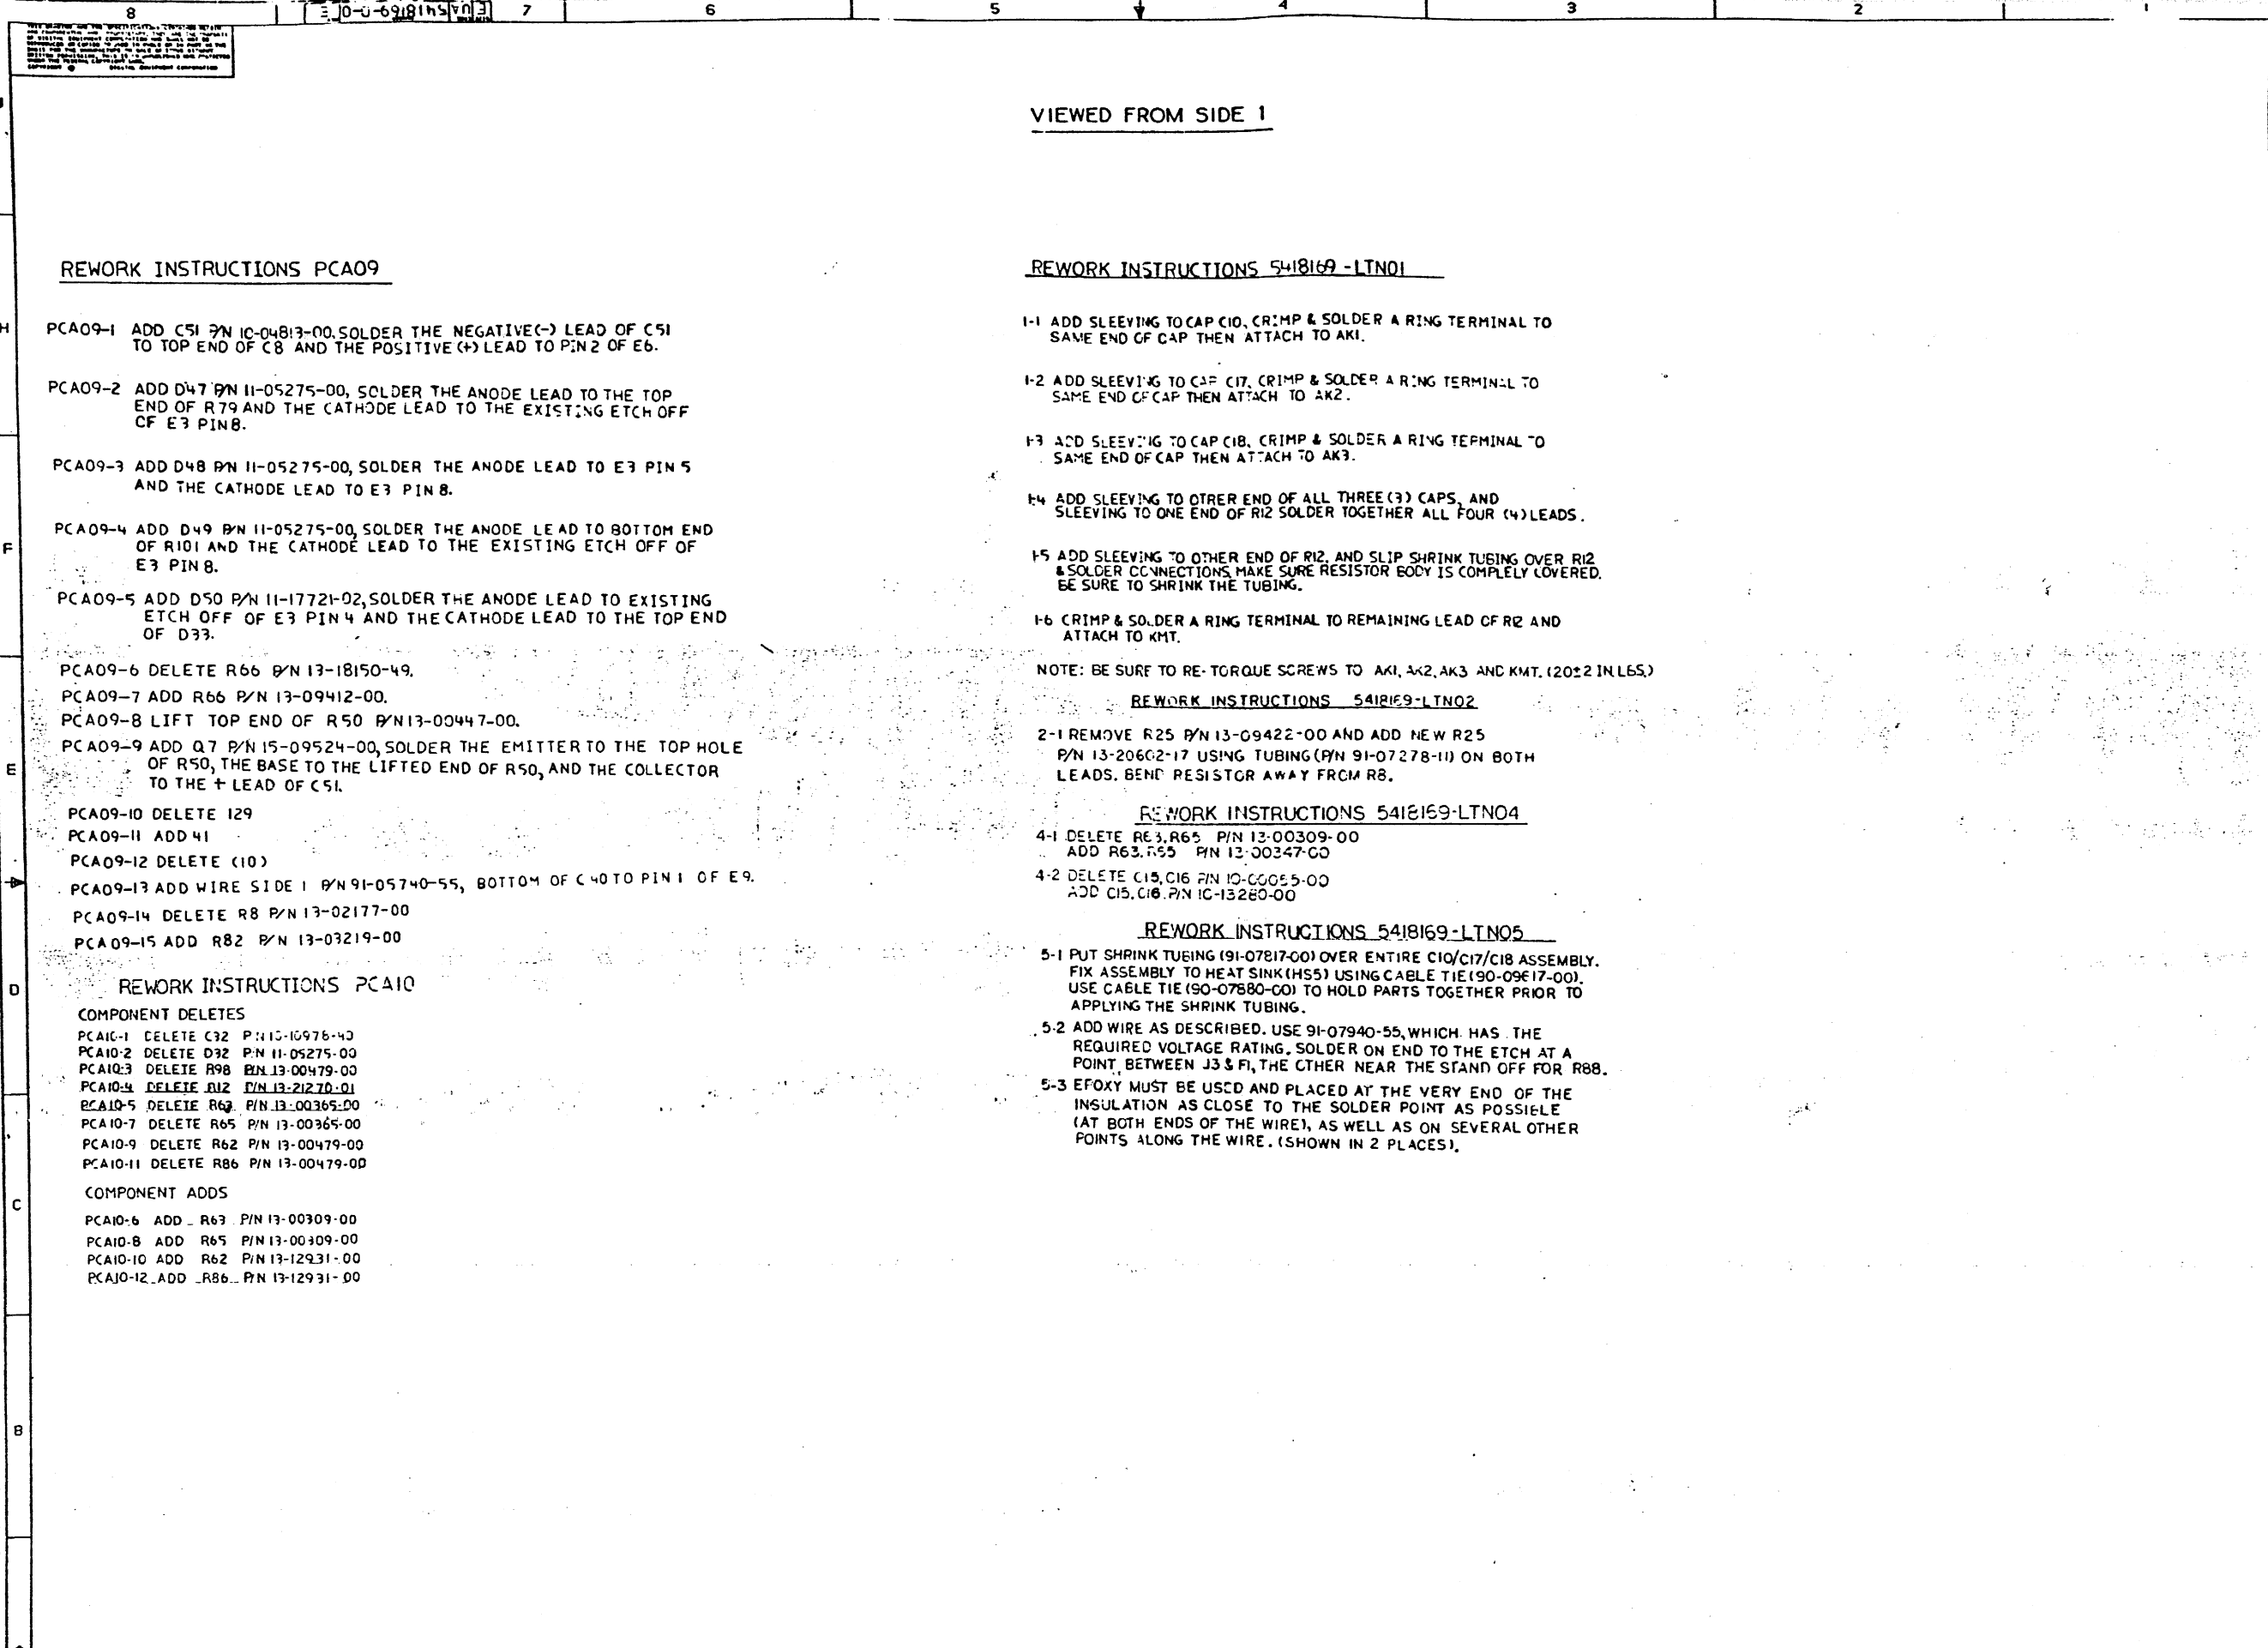 8 7 6 5 4 3 2 1
VIEWED FROM SIDE 1
REWORK INSTRUCTIONS PCA09
PCA09-1 ADD C51 P/N 10-04813-00, SOLDER THE NEGATIVE(-) LEAD OF C51
TO TOP END OF C8 AND THE POSITIVE (+) LEAD TO PIN 2 OF E6.
PCA09-2 ADD D47 P/N 11-05275-00, SOLDER THE ANODE LEAD TO THE TOP
END OF R79 AND THE CATHODE LEAD TO THE EXISTING ETCH OFF
OF E3 PIN 8.
PCA09-3 ADD D48 P/N 11-05275-00, SOLDER THE ANODE LEAD TO E3 PIN 5
AND THE CATHODE LEAD TO E3 PIN 8.
PCA09-4 ADD D49 P/N 11-05275-00, SOLDER THE ANODE LEAD TO BOTTOM END
OF R101 AND THE CATHODE LEAD TO THE EXISTING ETCH OFF OF
E3 PIN 8.
PCA09-5 ADD D50 P/N 11-17721-02, SOLDER THE ANODE LEAD TO EXISTING
ETCH OFF OF E3 PIN 4 AND THE CATHODE LEAD TO THE TOP END
OF D33.
PCA09-6 DELETE R66 P/N 13-18150-49.
PCA09-7 ADD R66 P/N 13-09412-00.
PCA09-8 LIFT TOP END OF R50 P/N 13-00447-00.
PCA09-9 ADD Q7 P/N 15-09524-00, SOLDER THE EMITTER TO THE TOP HOLE
OF R50, THE BASE TO THE LIFTED END OF R50, AND THE COLLECTOR
TO THE + LEAD OF C51.
PCA09-10 DELETE 129
PCA09-11 ADD 41
PCA09-12 DELETE (10)
PCA09-13 ADD WIRE SIDE 1 P/N 91-05740-55, BOTTOM OF C40 TO PIN 1 OF E9.
PCA09-14 DELETE R8 P/N 13-02177-00
PCA09-15 ADD R82 P/N 13-03219-00
REWORK INSTRUCTIONS PCA10
COMPONENT DELETES
PCA10-1 DELETE C32
PCA10-2 DELETE D32 P/N 11-05275-00
PCA10-3 DELETE R98 P/N 13-00479-00
PCA10-4 DELETE R12 P/N 13-21270-01
PCA10-5 DELETE R63 P/N 13-00365-00
PCA10-7 DELETE R65 P/N 13-00365-00
PCA10-9 DELETE R62 P/N 13-00479-00
PCA10-11 DELETE R86 P/N 13-00479-00
COMPONENT ADDS
PCA10-6 ADD R63 P/N 13-00309-00
PCA10-8 ADD R65 P/N 13-00309-00
PCA10-10 ADD R62 P/N 13-12931-00
PCA10-12 ADD R86 P/N 13-12931-00
REWORK INSTRUCTIONS 5418169-LTN01
1-1 ADD SLEEVING TO CAP C10, CRIMP & SOLDER A RING TERMINAL TO
SAME END OF CAP THEN ATTACH TO AK1.
1-2 ADD SLEEVING TO CAP C17, CRIMP & SOLDER A RING TERMINAL TO
SAME END OF CAP THEN ATTACH TO AK2.
1-3 ADD SLEEVING TO CAP C18, CRIMP & SOLDER A RING TERMINAL TO
SAME END OF CAP THEN ATTACH TO AK3.
1-4 ADD SLEEVING TO OTRER END OF ALL THREE (3) CAPS, AND
SLEEVING TO ONE END OF R12 SOLDER TOGETHER ALL FOUR (4) LEADS.
1-5 ADD SLEEVING TO OTHER END OF R12, AND SLIP SHRINK TUBING OVER R12
& SOLDER CONNECTIONS, MAKE SURE RESISTOR BODY IS COMPLELY COVERED.
BE SURE TO SHRINK THE TUBING.
1-6 CRIMP & SOLDER A RING TERMINAL TO REMAINING LEAD OF R12 AND
ATTACH TO KMT.
NOTE: BE SURE TO RE-TORQUE SCREWS TO AK1, AK2, AK3 AND KMT. (20±2 IN LBS.)
REWORK INSTRUCTIONS 5418169-LTN02
2-1 REMOVE R25 P/N 13-09422-00 AND ADD NEW R25
P/N 13-20602-17 USING TUBING (P/N 91-07278-11) ON BOTH
LEADS. BEND RESISTOR AWAY FROM R8.
REWORK INSTRUCTIONS 5418169-LTN04
4-1 DELETE R63, R65 P/N 13-00309-00
ADD R63, R65 P/N 13-00347-00
4-2 DELETE C15, C16
ADD C15, C16 P/N 10-13280-00
REWORK INSTRUCTIONS 5418169-LTN05
5-1 PUT SHRINK TUBING (91-07817-00) OVER ENTIRE C10/C17/C18 ASSEMBLY.
FIX ASSEMBLY TO HEAT SINK (HS5) USING CABLE TIE (90-09617-00).
USE CABLE TIE (90-07880-00) TO HOLD PARTS TOGETHER PRIOR TO
APPLYING THE SHRINK TUBING.
5-2 ADD WIRE AS DESCRIBED. USE 91-07940-55, WHICH HAS THE
REQUIRED VOLTAGE RATING. SOLDER ON END TO THE ETCH AT A
POINT BETWEEN J3 & F1, THE OTHER NEAR THE STAND OFF FOR R88.
5-3 EPOXY MUST BE USED AND PLACED AT THE VERY END OF THE
INSULATION AS CLOSE TO THE SOLDER POINT AS POSSIBLE
(AT BOTH ENDS OF THE WIRE), AS WELL AS ON SEVERAL OTHER
POINTS ALONG THE WIRE. (SHOWN IN 2 PLACES).
H
F
E
D
C
B